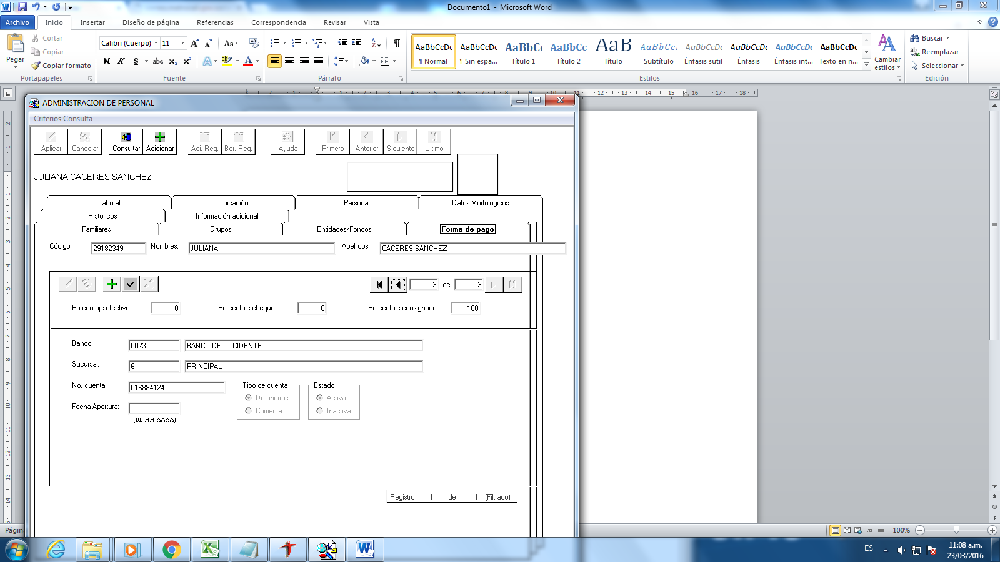 Documento1 - Microsoft Word
Archivo Inicio Insertar Diseño de página Referencias Correspondencia Revisar Vista
Pegar
Cortar
Copiar
Copiar formato
Portapapeles
Calibri (Cuerpo) 11
N K S abc x₂ x²
Fuente
Párrafo
AaBbCcDc AaBbCcDc AaBbC AaBbCc AaB AaBbCc. AaBbCcDc AaBbCcDc AaBbCcDc AaBbCcDc
¶ Normal ¶ Sin espa... Título 1 Título 2 Título Subtítulo Énfasis sutil Énfasis Énfasis int... Texto en n...
Cambiar estilos
Estilos
Buscar
Reemplazar
Seleccionar
Edición
ADMINISTRACION DE PERSONAL
Criterios Consulta
Aplicar Cancelar Consultar Adicionar Adj. Reg. Bor. Reg. Ayuda Primero Anterior Siguiente Ultimo
JULIANA CACERES SANCHEZ
Laboral Ubicación Personal Datos Morfologicos
Históricos Información adicional
Familiares Grupos Entidades/Fondos Forma de pago
Código: 29182349 Nombres: JULIANA Apellidos: CACERES SANCHEZ
3 de 3
Porcentaje efectivo: 0 Porcentaje cheque: 0 Porcentaje consignado: 100
Banco: 0023 BANCO DE OCCIDENTE
Sucursal: 6 PRINCIPAL
No. cuenta: 016884124
Tipo de cuenta
De ahorros
Corriente
Estado
Activa
Inactiva
Fecha Apertura:
(DD-MM-AAAA)
Registro 1 de 1 (Filtrado)
Página
100%
ES
11:08 a.m.
23/03/2016